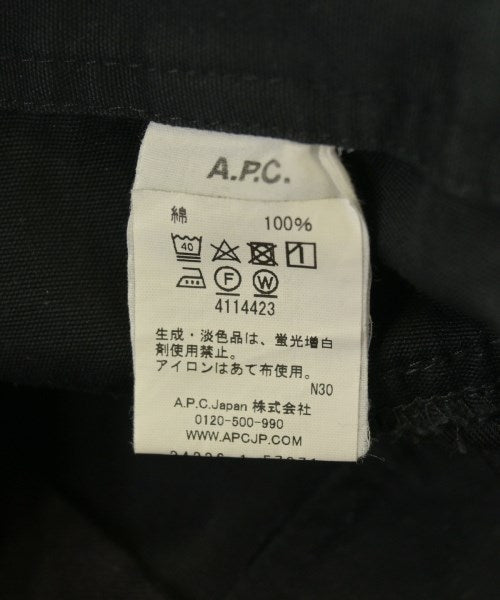 A.P.C.
綿 100%
40
F W
4114423
生成・淡色品は、蛍光増白
剤使用禁止。
アイロンはあて布使用。
N30
A.P.C.Japan 株式会社
0120-500-990
WWW.APCJP.COM